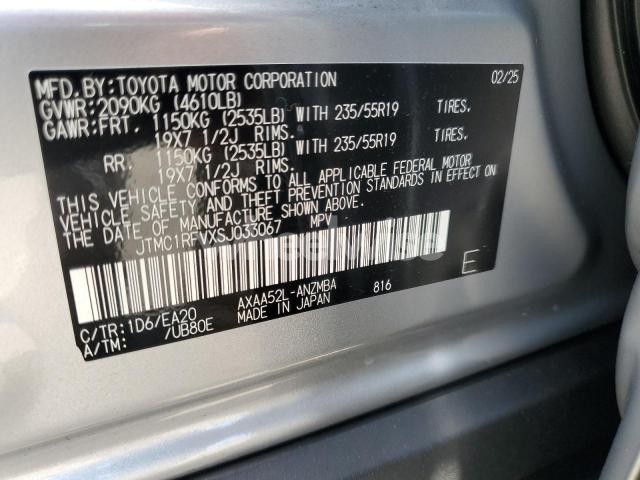 MFD.BY:TOYOTA MOTOR CORPORATION 02/25
GVWR:2090KG (4610LB)
GAWR:FRT. 1150KG (2535LB) WITH 235/55R19 TIRES.
19X7 1/2J RIMS.
RR. 1150KG (2535LB) WITH 235/55R19 TIRES.
19X7 1/2J RIMS.
THIS VEHICLE CONFORMS TO ALL APPLICABLE FEDERAL MOTOR
VEHICLE SAFETY AND THEFT PREVENTION STANDARDS IN EFFECT ON
THE DATE OF MANUFACTURE SHOWN ABOVE.
JTMC1RFVXSJ033067 MPV
E
C/TR:1D6/EA20 AXAA52L-ANZMBA 816
A/TM: /UB80E MADE IN JAPAN